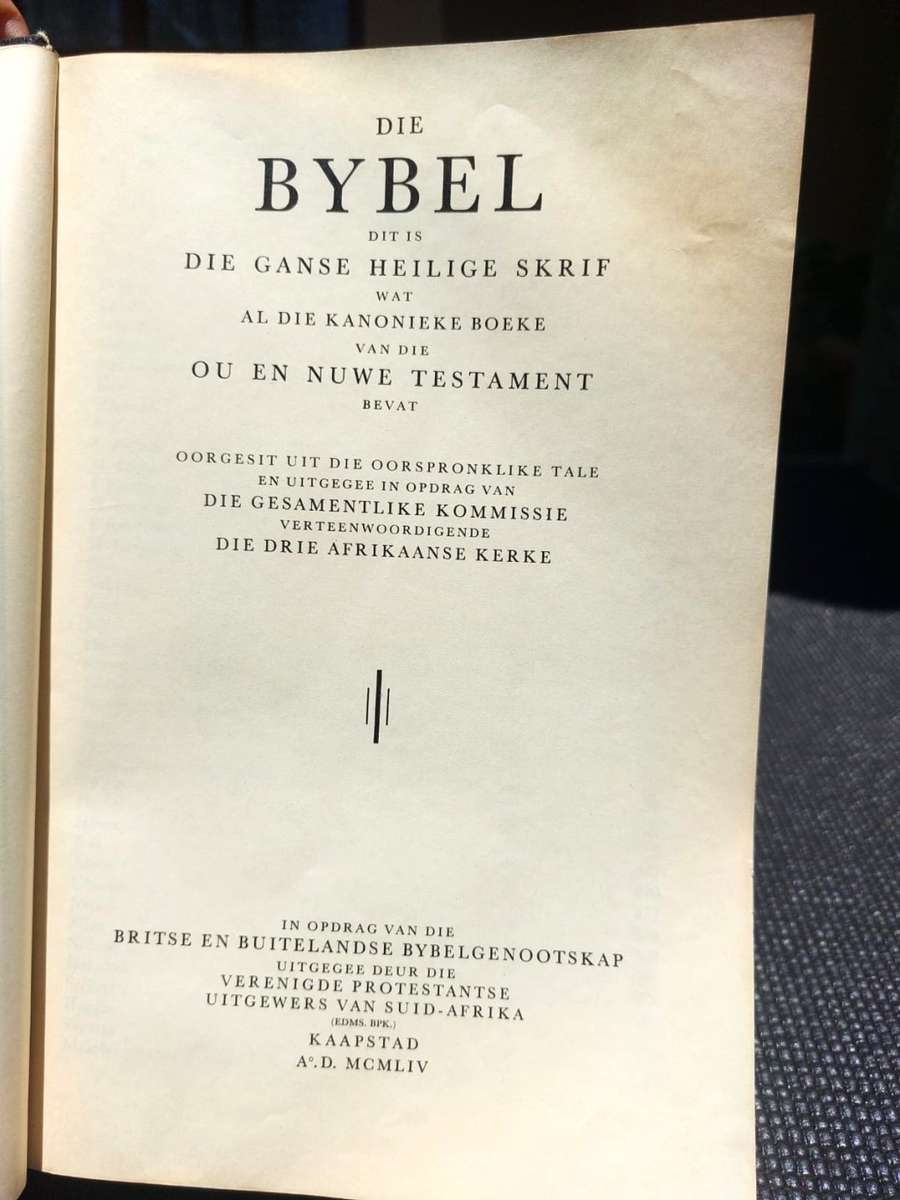 DIE
BYBEL
DIT IS
DIE GANSE HEILIGE SKRIF
WAT
AL DIE KANONIEKE BOEKE
VAN DIE
OU EN NUWE TESTAMENT
BEVAT
OORGESIT UIT DIE OORSPRONKLIKE TALE
EN UITGEGEE IN OPDRAG VAN
DIE GESAMENTLIKE KOMMISSIE
VERTEENWOORDIGENDE
DIE DRIE AFRIKAANSE KERKE
IN OPDRAG VAN DIE
BRITSE EN BUITELANDSE BYBELGENOOTSKAP
UITGEGEE DEUR DIE
VERENIGDE PROTESTANTSE
UITGEWERS VAN SUID-AFRIKA
(EDMS. BPK.)
KAAPSTAD
Aº.D. MCMLIV